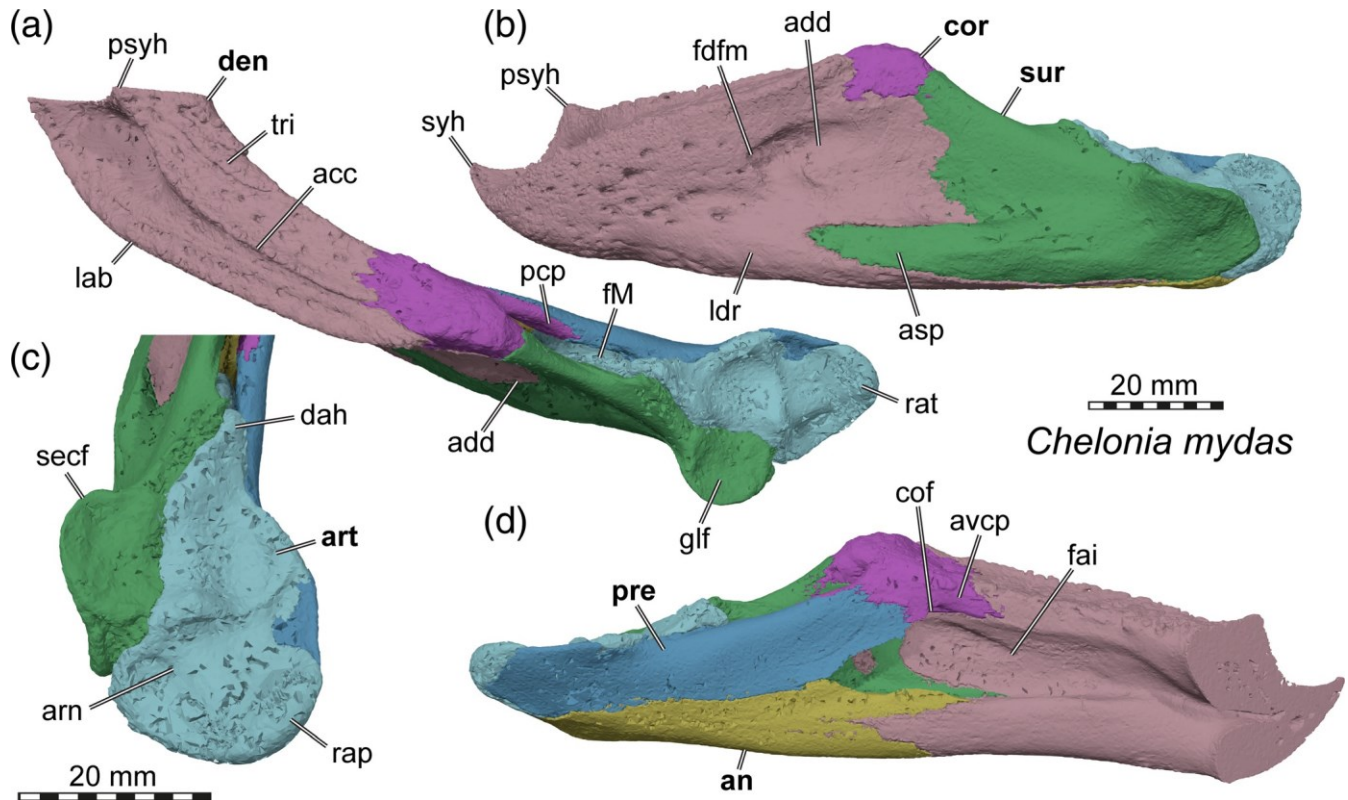 (a)
psyh
den
tri
acc
lab
pcp
fM
add
rat
glf
(b)
syh
psyh
fdfm
add
cor
sur
ldr
asp
20 mm
Chelonia mydas
(c)
secf
dah
art
arn
rap
20 mm
(d)
pre
cof
avcp
fai
an